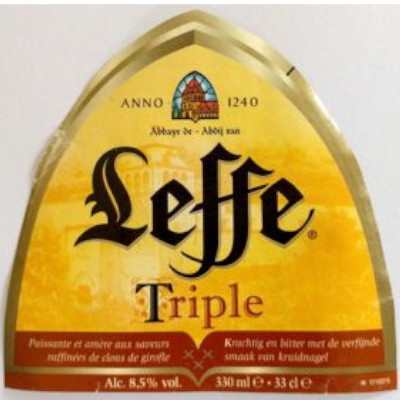 ANNO 1240
Abbaye de - Abdij van
Leffe®
Triple
Puissante et amère aux saveurs
raffinées de clous de girofle
Krachtig en bitter met de verfijnde
smaak van kruidnagel
Alc. 8,5% vol. 330 ml e • 33 cl e •